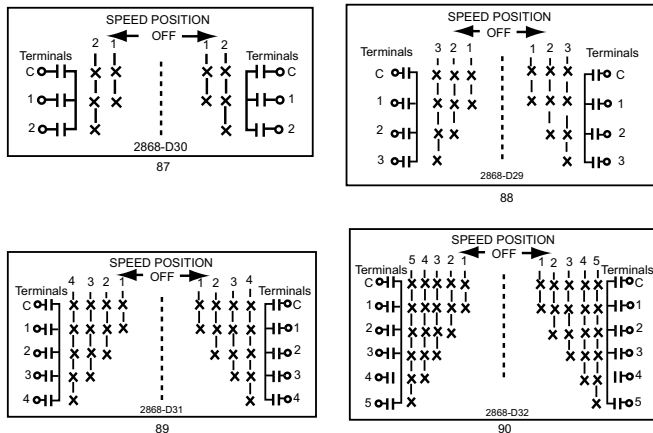 SPEED POSITION
OFF
2 1 1 2
Terminals Terminals
C C
1 1
2 2
2868-D30
87
SPEED POSITION
OFF
3 2 1 1 2 3
Terminals Terminals
C C
1 1
2 2
3 3
2868-D29
88
SPEED POSITION
OFF
4 3 2 1 1 2 3 4
Terminals Terminals
C C
1 1
2 2
3 3
4 4
2868-D31
89
SPEED POSITION
OFF
5 4 3 2 1 1 2 3 4 5
Terminals Terminals
C C
1 1
2 2
3 3
4 4
5 5
2868-D32
90